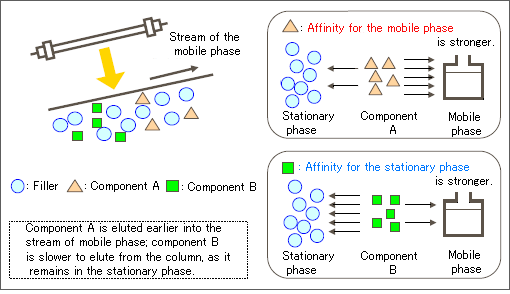 Stream of the
mobile phase
: Filler
: Component A
: Component B
Component A is eluted earlier into the
stream of mobile phase; component B
is slower to elute from the column, as it
remains in the stationary phase.
: Affinity for the mobile phase
is stronger.
Stationary
phase
Component
A
Mobile
phase
: Affinity for the stationary phase
is stronger.
Stationary
phase
Component
B
Mobile
phase